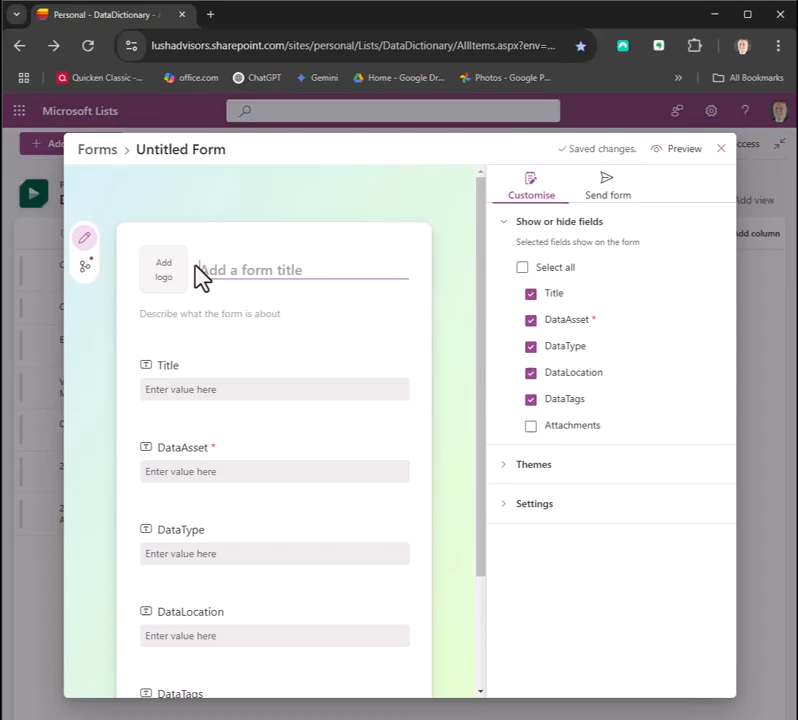 Personal - DataDictionary - /
lushadvisors.sharepoint.com/sites/personal/Lists/DataDictionary/AllItems.aspx?env=...
Quicken Classic -...
office.com
ChatGPT
Gemini
Home - Google Dr...
Photos - Google P...
»
All Bookmarks
Microsoft Lists
Forms > Untitled Form
Saved changes.
Preview
Add view
Add column
Customise
Send form
Add
logo
Add a form title
Describe what the form is about
Title
Enter value here
DataAsset *
Enter value here
DataType
Enter value here
DataLocation
Enter value here
DataTags
Show or hide fields
Selected fields show on the form
Select all
Title
DataAsset *
DataType
DataLocation
DataTags
Attachments
Themes
Settings